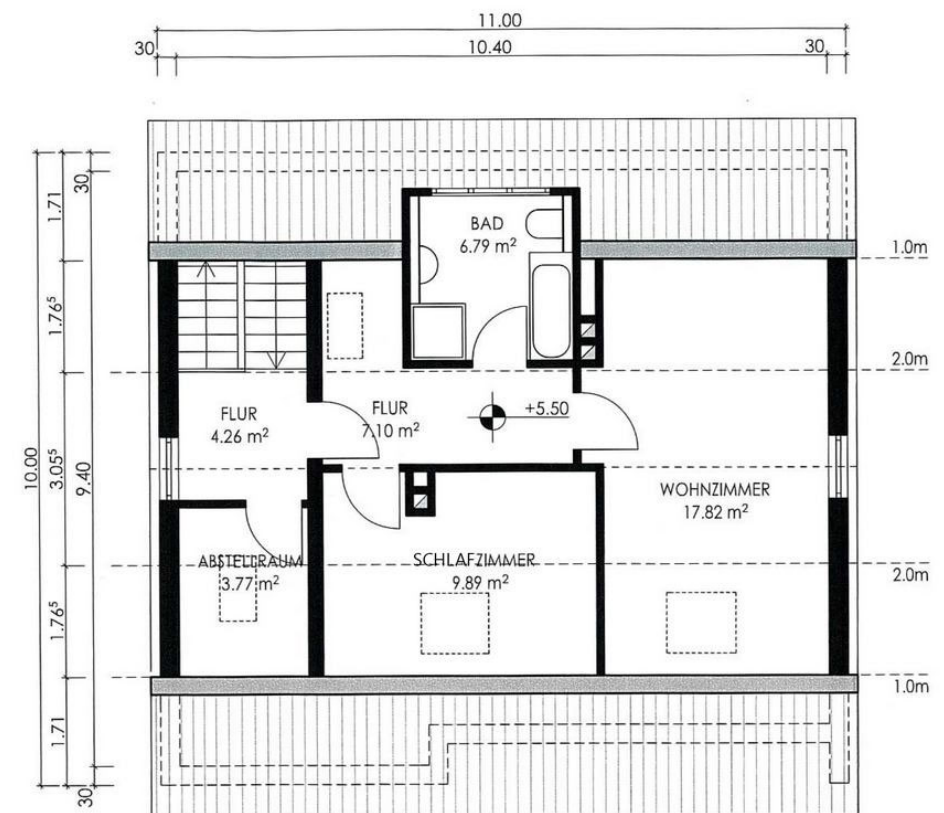 11.00
30 10.40 30
30
1.71
BAD
6.79 m²
1.0m
1.76⁵
2.0m
FLUR
4.26 m²
FLUR
7.10 m²
+5.50
10.00
3.05⁵
9.40
WOHNZIMMER
17.82 m²
ABSTELLRAUM
3.77 m²
SCHLAFZIMMER
9.89 m²
2.0m
1.76⁵
1.0m
1.71
30